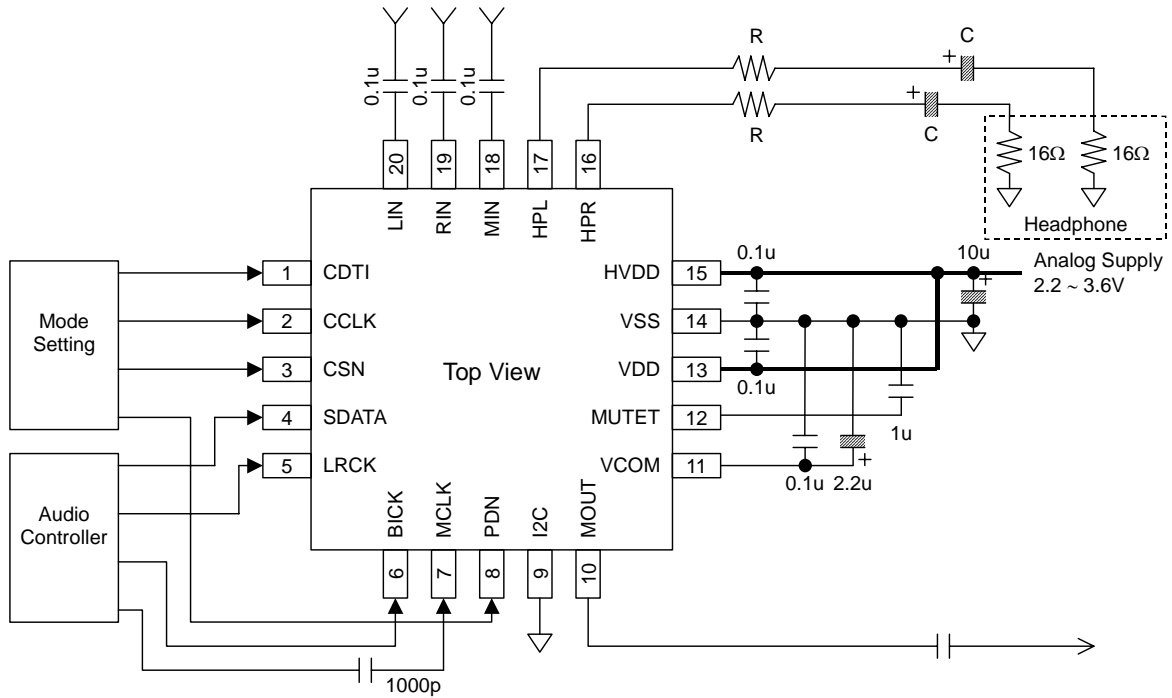 R
C
+
0.1u
0.1u
0.1u
+
R
C
20
19
18
17
16
16Ω
16Ω
LIN
RIN
MIN
HPL
HPR
Headphone
0.1u
10u
Analog Supply
2.2 ~ 3.6V
+
1
CDTI
HVDD
15
Mode
Setting
2
CCLK
VSS
14
3
CSN
Top View
VDD
13
0.1u
4
SDATA
MUTET
12
1u
5
LRCK
VCOM
11
+
0.1u
2.2u
Audio
Controller
BICK
MCLK
PDN
I2C
MOUT
6
7
8
9
10
1000p